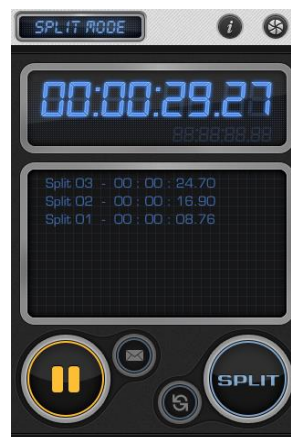 SPLIT MODE
i
00:00:29.27
Split 03 - 00 : 00 : 24.70
Split 02 - 00 : 00 : 16.90
Split 01 - 00 : 00 : 08.76
SPLIT